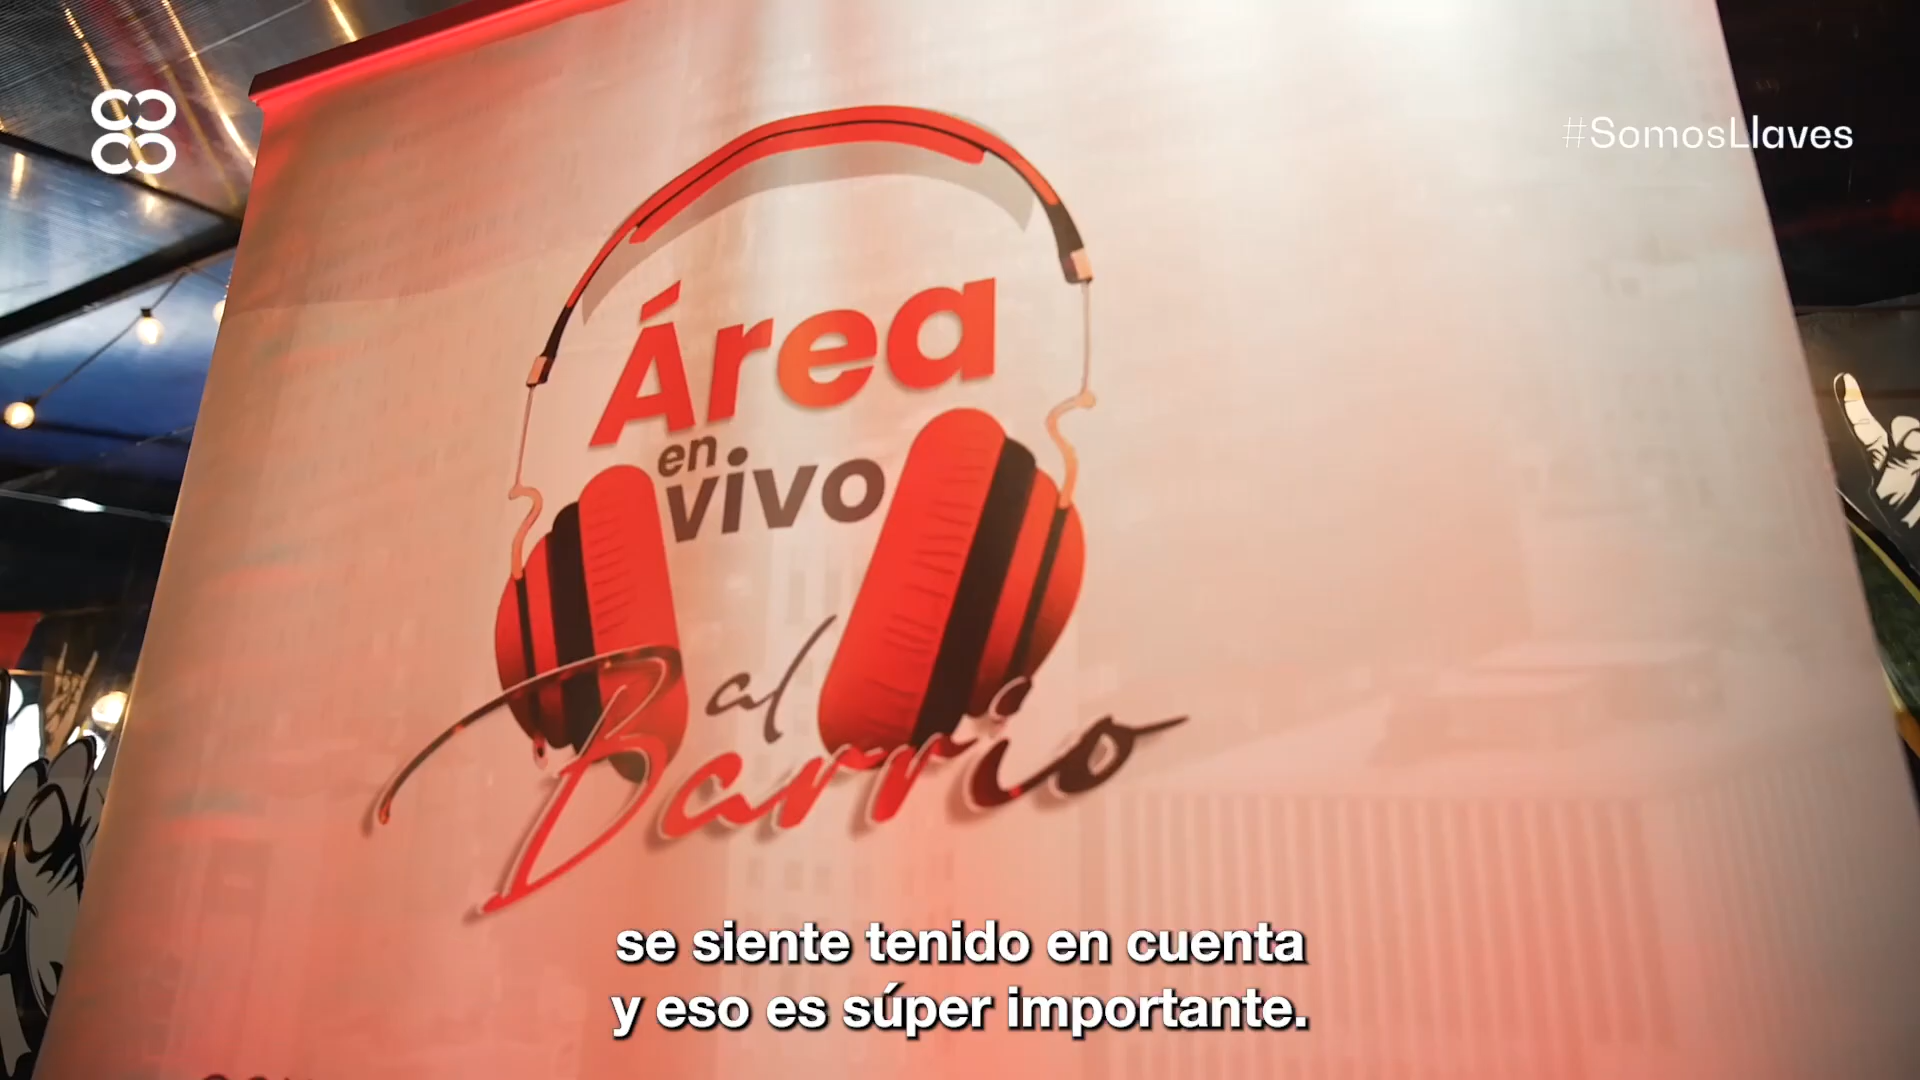 #SomosLlaves
Área
en
vivo
al
Barrio
se siente tenido en cuenta
y eso es súper importante.